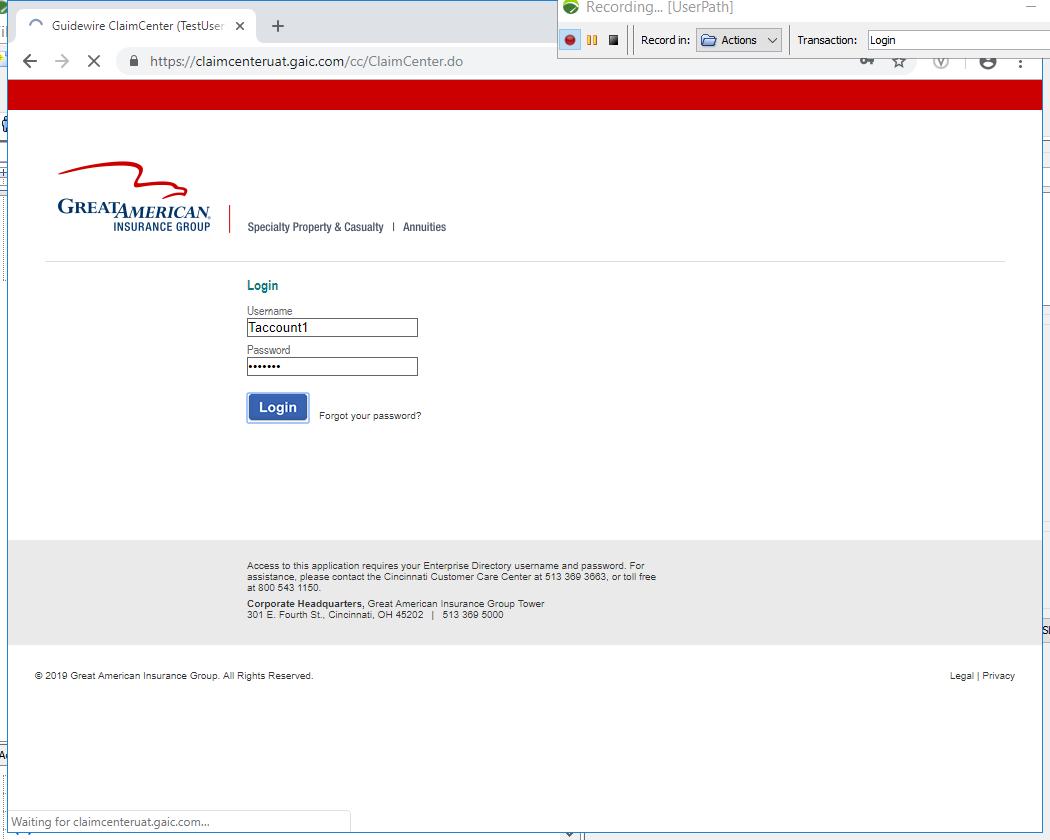 Guidewire ClaimCenter (TestUser
Recording... [UserPath]
Record in: Actions Transaction: Login
https://claimcenteruat.gaic.com/cc/ClaimCenter.do
GREATAMERICAN®
INSURANCE GROUP
Specialty Property & Casualty | Annuities
Login
Username
Taccount1
Password
•••••••
Login Forgot your password?
Access to this application requires your Enterprise Directory username and password. For
assistance, please contact the Cincinnati Customer Care Center at 513 369 3663, or toll free
at 800 543 1150.
Corporate Headquarters, Great American Insurance Group Tower
301 E. Fourth St., Cincinnati, OH 45202 | 513 369 5000
© 2019 Great American Insurance Group. All Rights Reserved.
Legal | Privacy
Waiting for claimcenteruat.gaic.com...